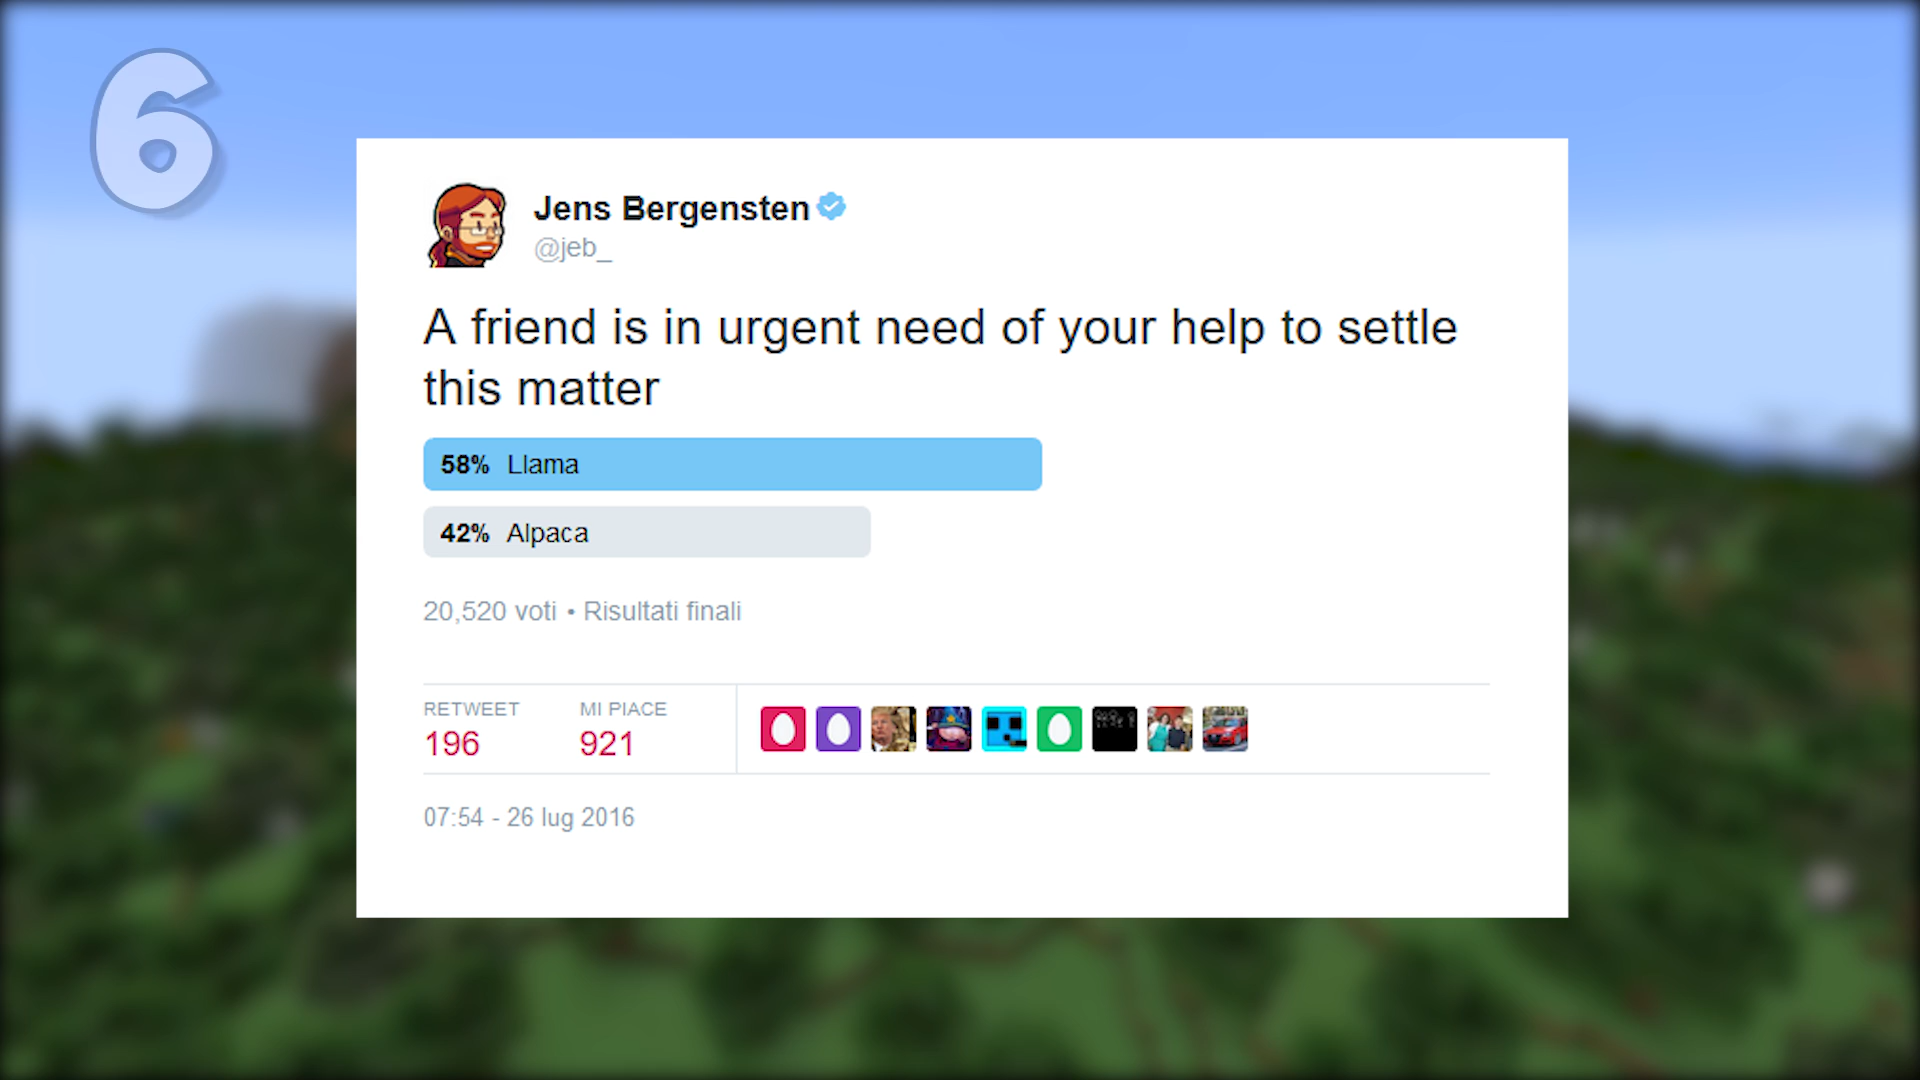 6
Jens Bergensten
@jeb_
A friend is in urgent need of your help to settle
this matter
58% Llama
42% Alpaca
20,520 voti • Risultati finali
RETWEET MI PIACE
196 921
07:54 - 26 lug 2016